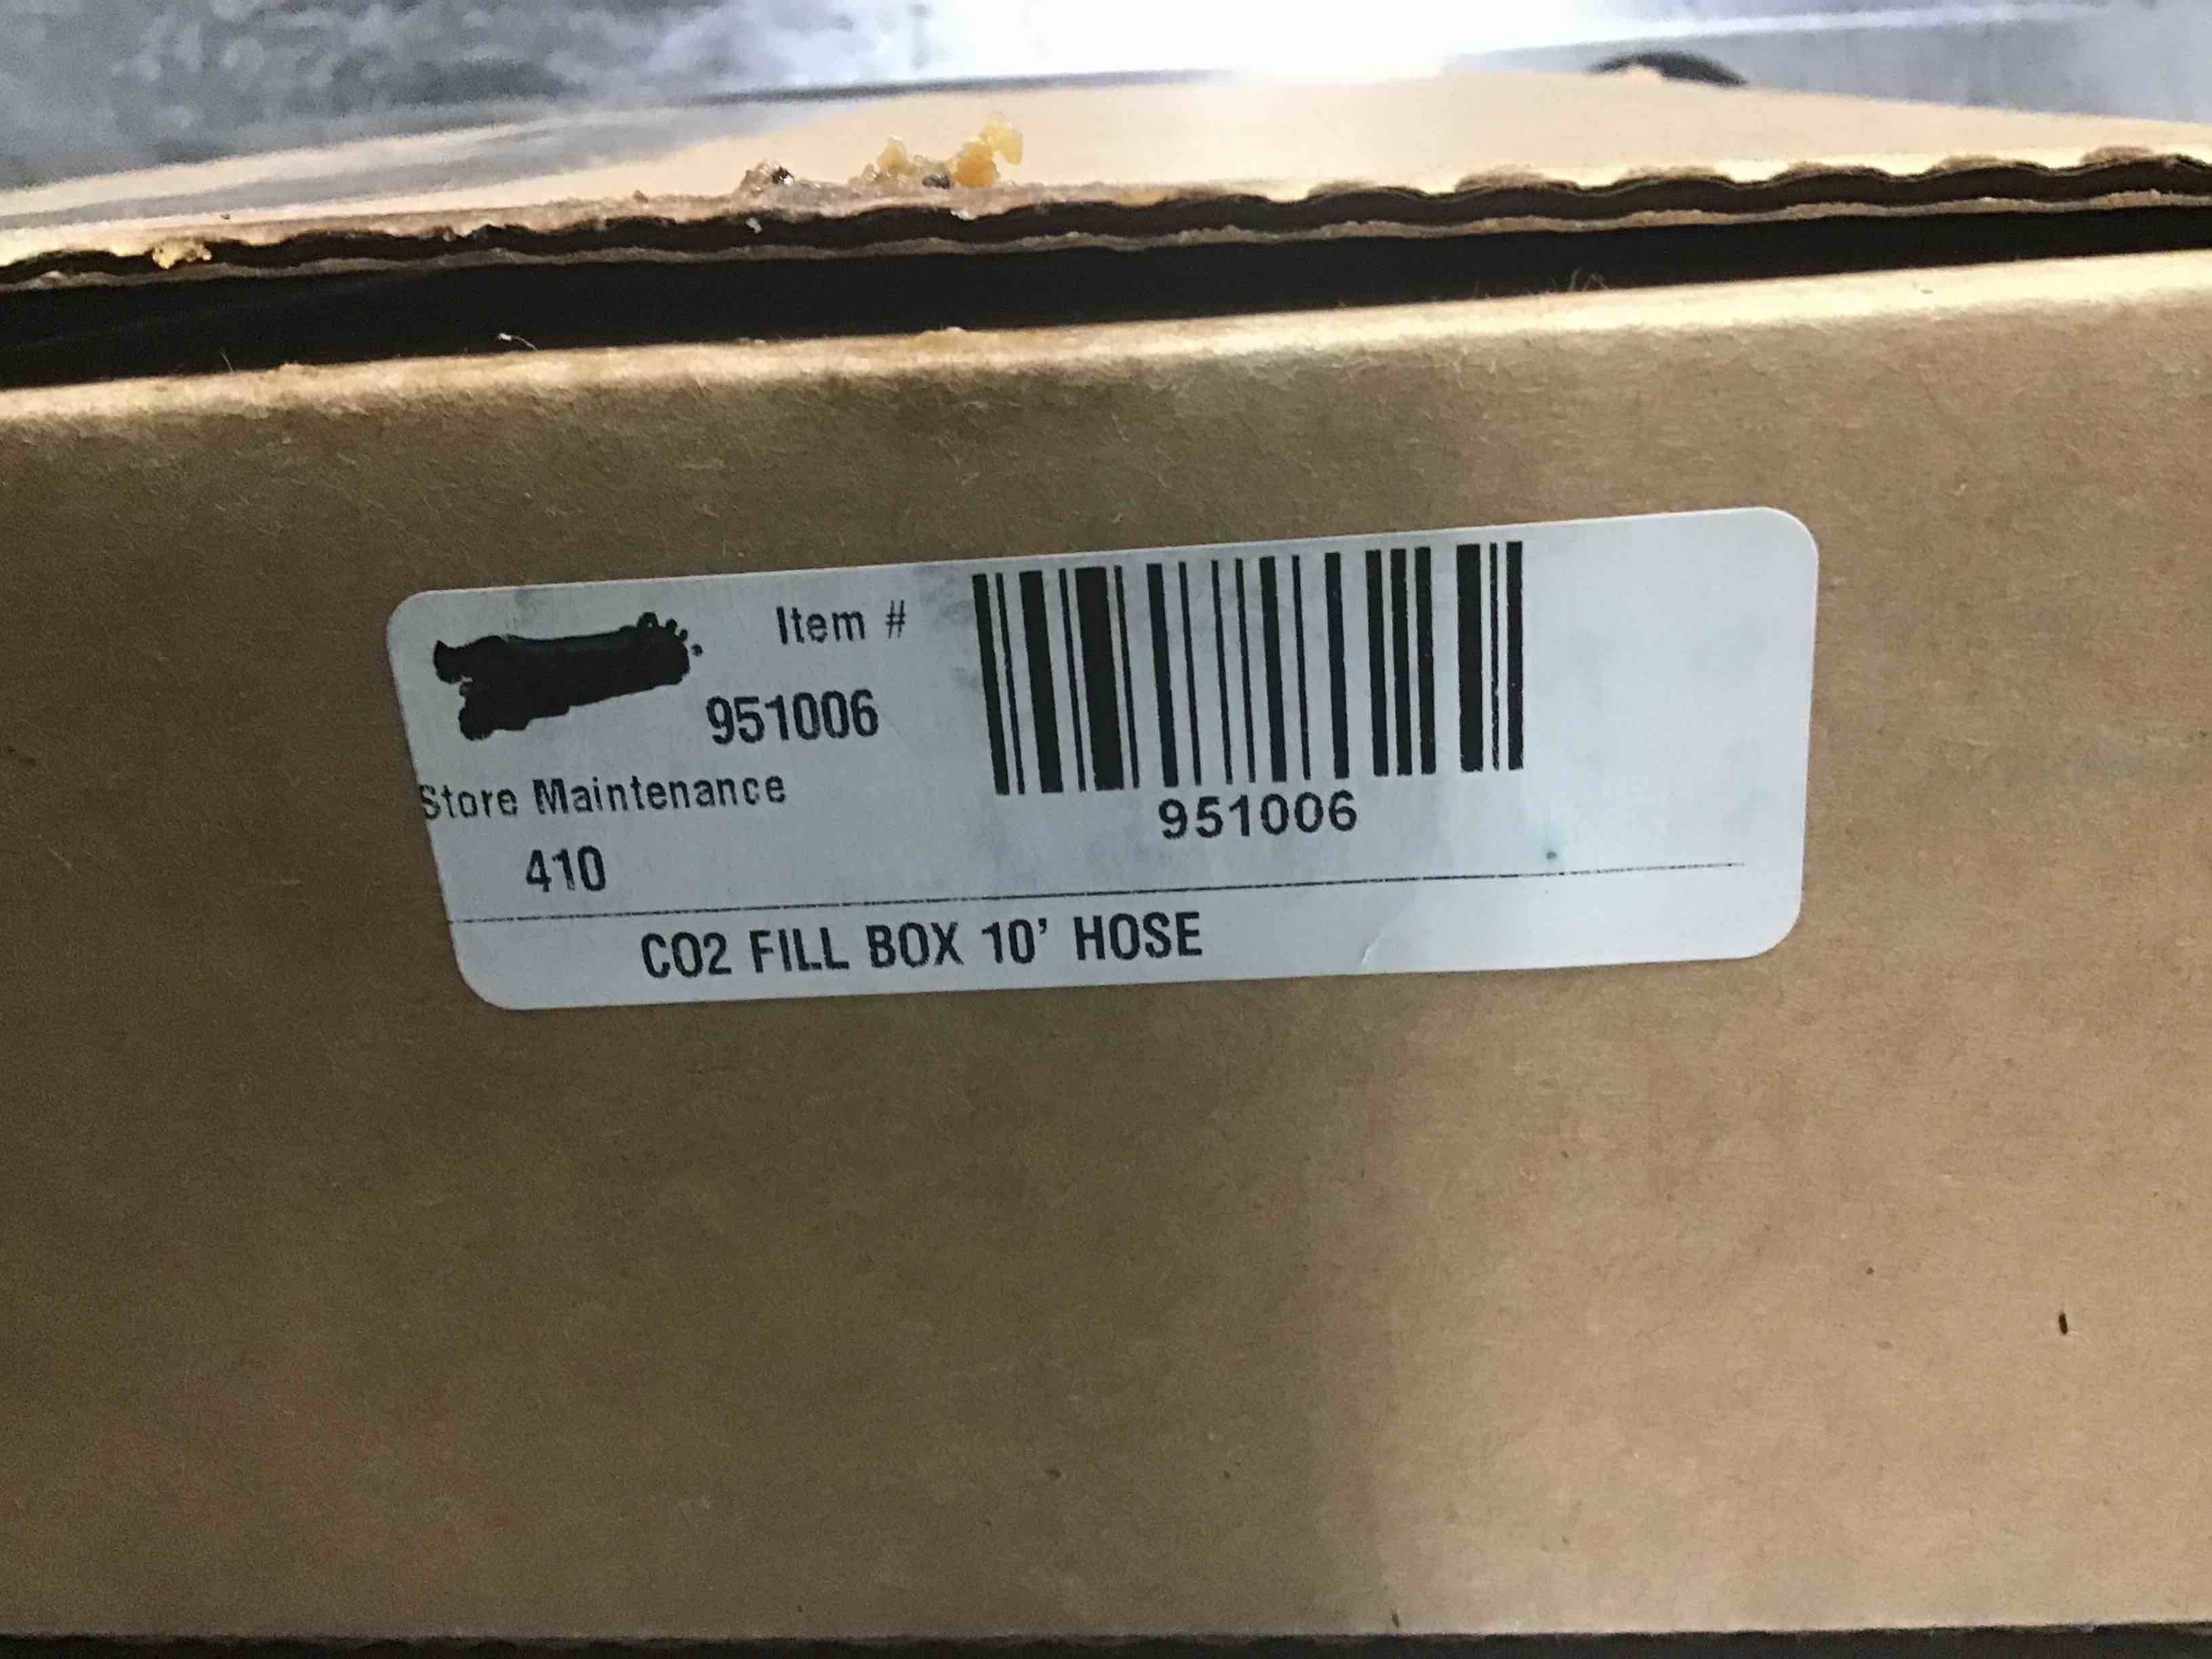 Item #
951006
Store Maintenance
410
951006
CO2 FILL BOX 10' HOSE